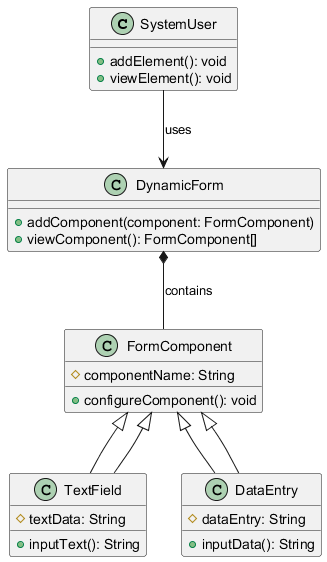 C SystemUser
addElement(): void
viewElement(): void
uses
C DynamicForm
addComponent(component: FormComponent)
viewComponent(): FormComponent[]
contains
C FormComponent
componentName: String
configureComponent(): void
C TextField
textData: String
inputText(): String
C DataEntry
dataEntry: String
inputData(): String